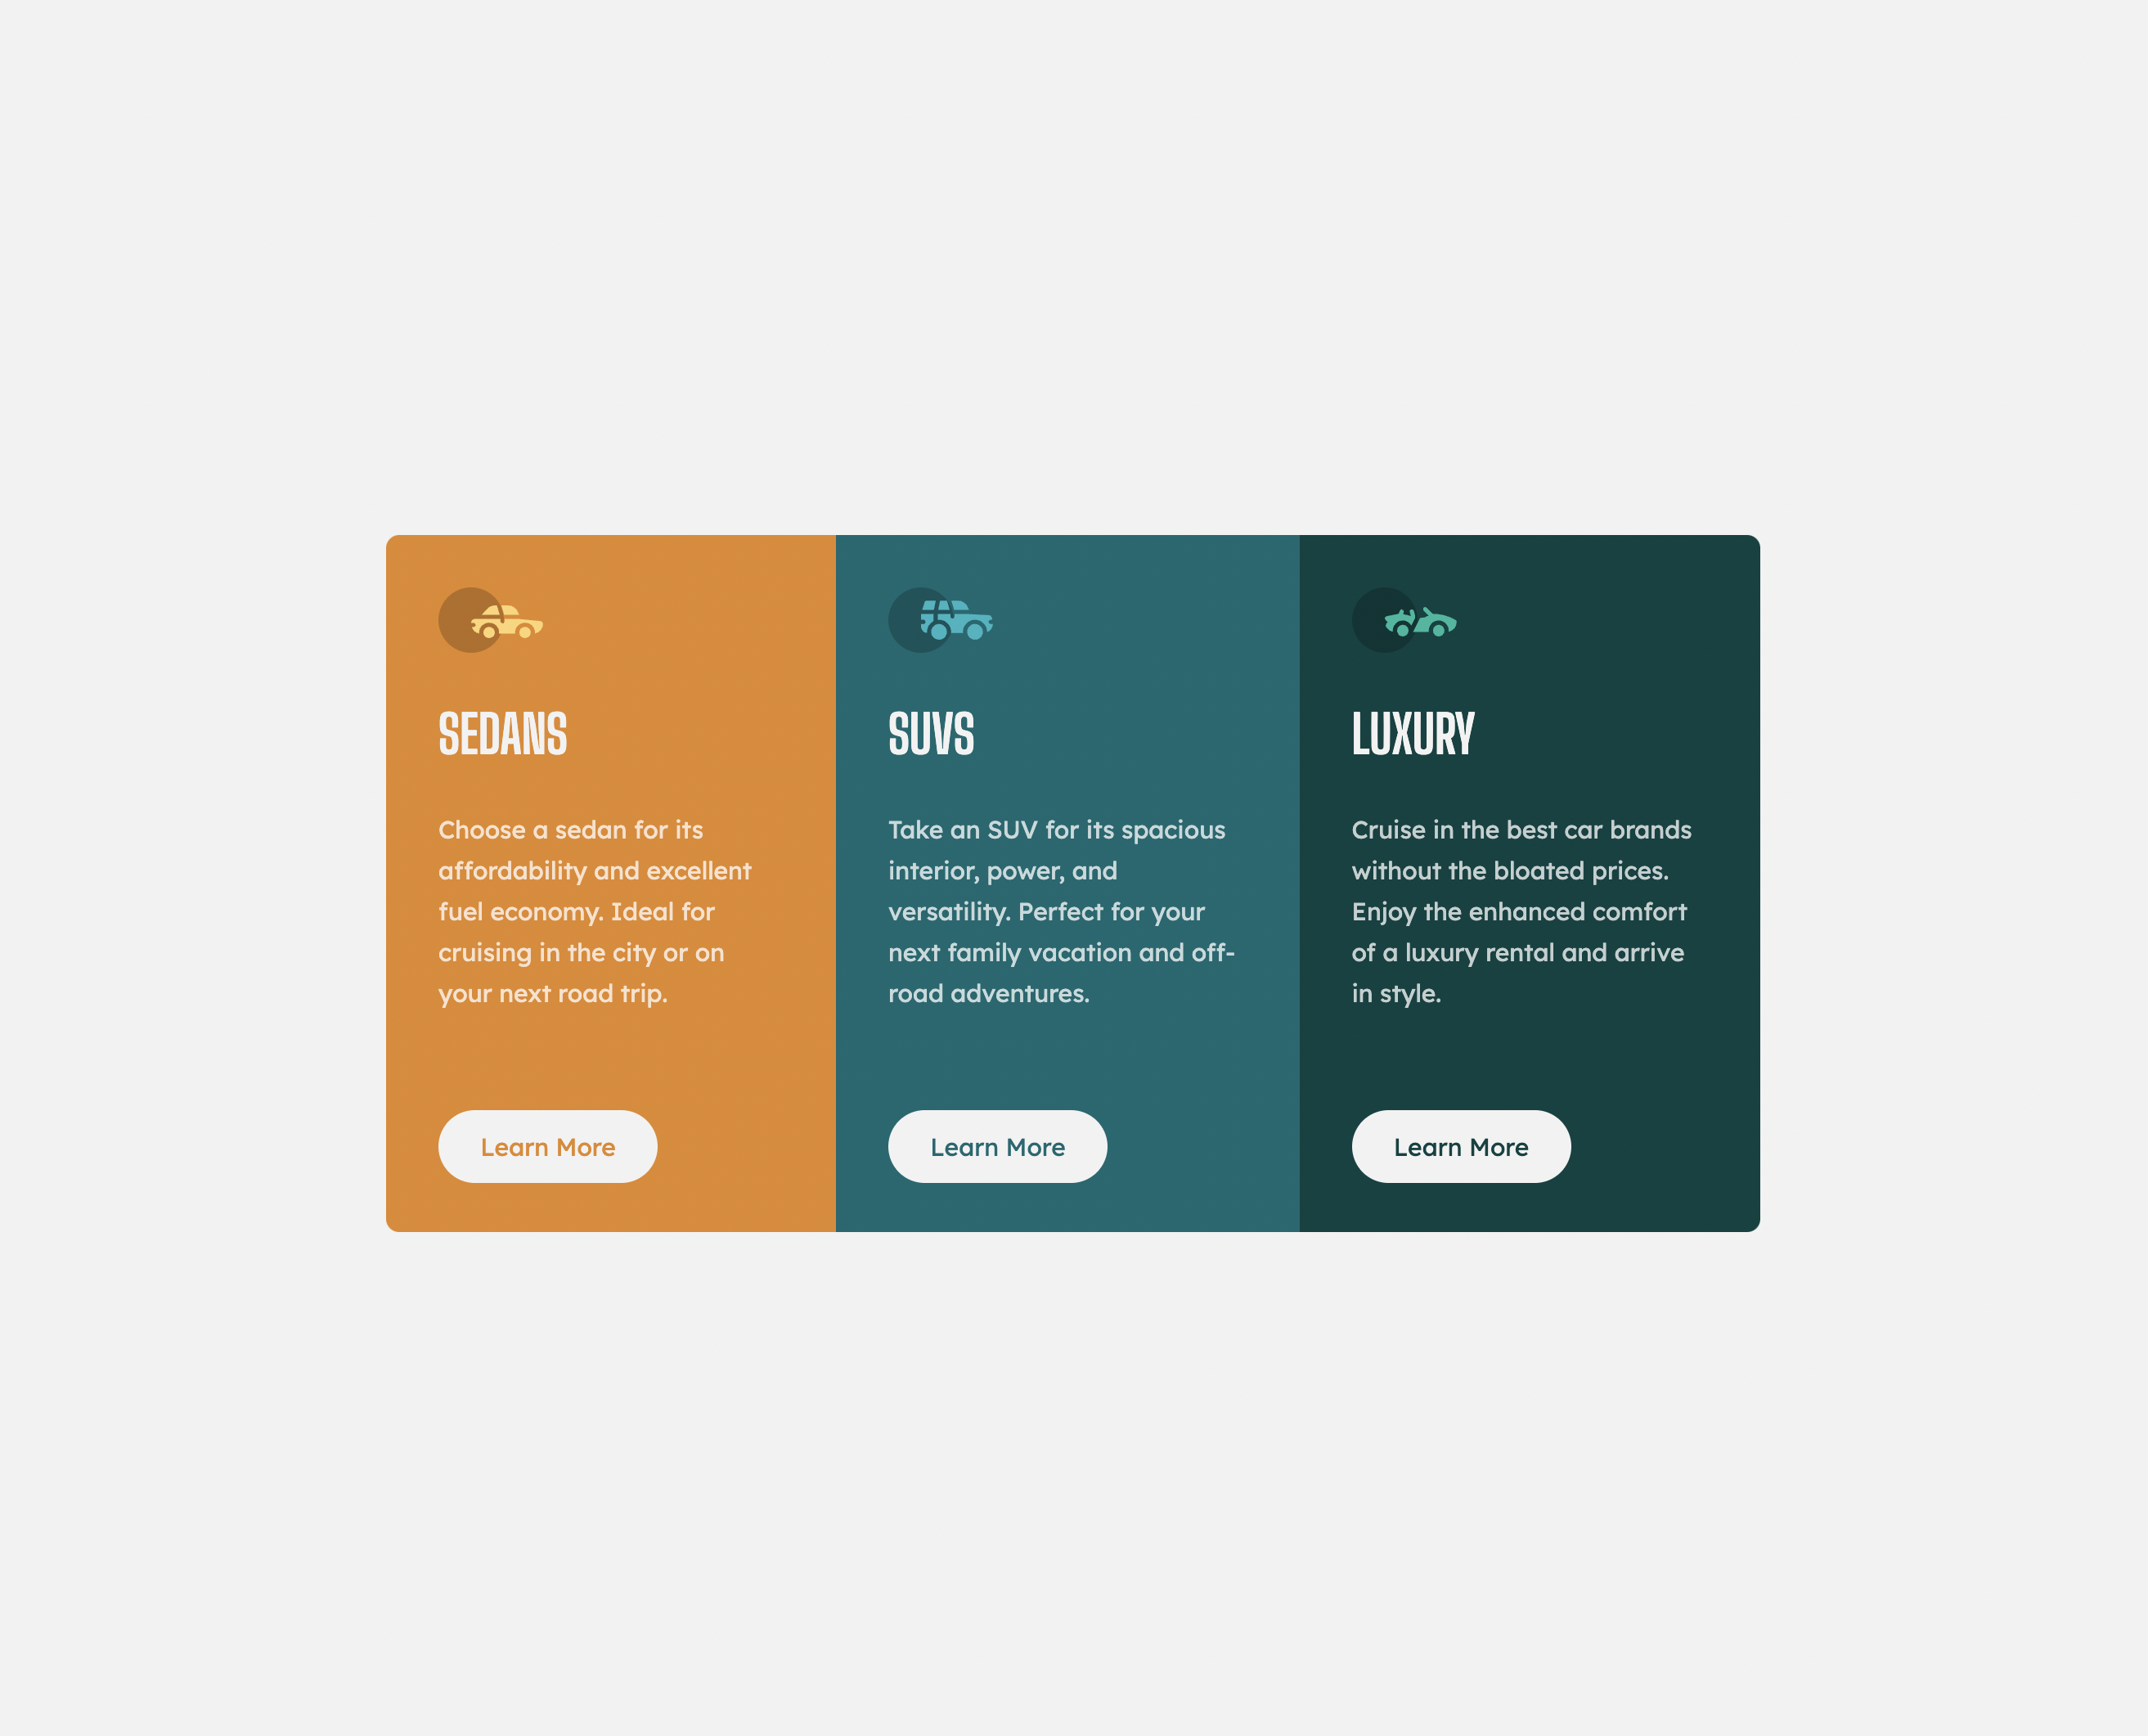 SEDANS
Choose a sedan for its
affordability and excellent
fuel economy. Ideal for
cruising in the city or on
your next road trip.
Learn More
SUVS
Take an SUV for its spacious
interior, power, and
versatility. Perfect for your
next family vacation and off-
road adventures.
Learn More
LUXURY
Cruise in the best car brands
without the bloated prices.
Enjoy the enhanced comfort
of a luxury rental and arrive
in style.
Learn More